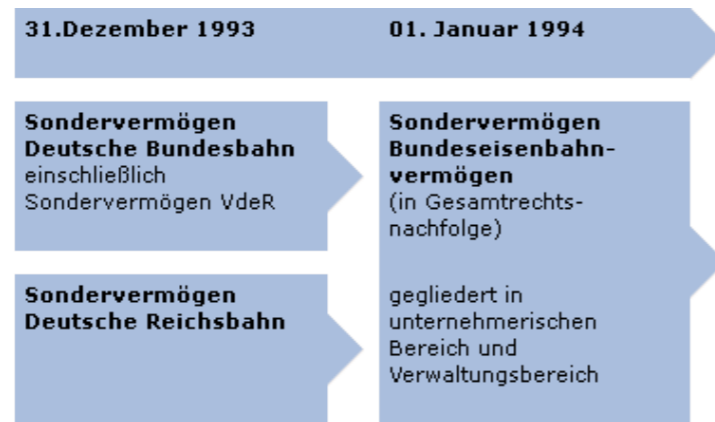 31.Dezember 1993
01. Januar 1994
Sondervermögen
Deutsche Bundesbahn
einschließlich
Sondervermögen VdeR
Sondervermögen
Deutsche Reichsbahn
Sondervermögen
Bundeseisenbahn-
vermögen
(in Gesamtrechts-
nachfolge)
gegliedert in
unternehmerischen
Bereich und
Verwaltungsbereich